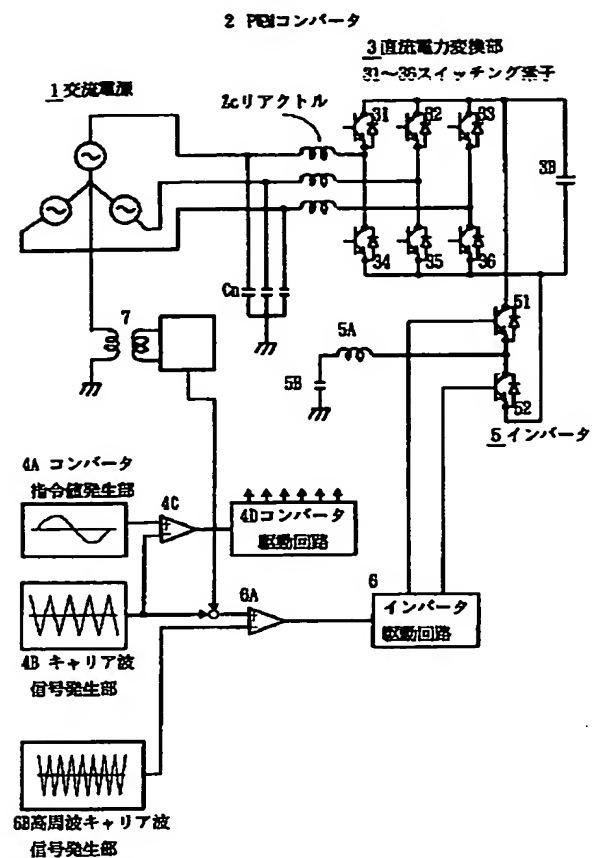 2 PWMコンバータ
3 直流電力変換部
31～36スイッチング素子
1 交流電源
2cリアクトル
31
32
33
3B
34
35
36
Cn
7
5A
51
5B
52
5 インバータ
4A コンバータ
指令値発生部
4C
4Dコンバータ
駆動回路
6A
6
インバータ
駆動回路
4B キャリア波
信号発生部
6B高周波キャリア波
信号発生部